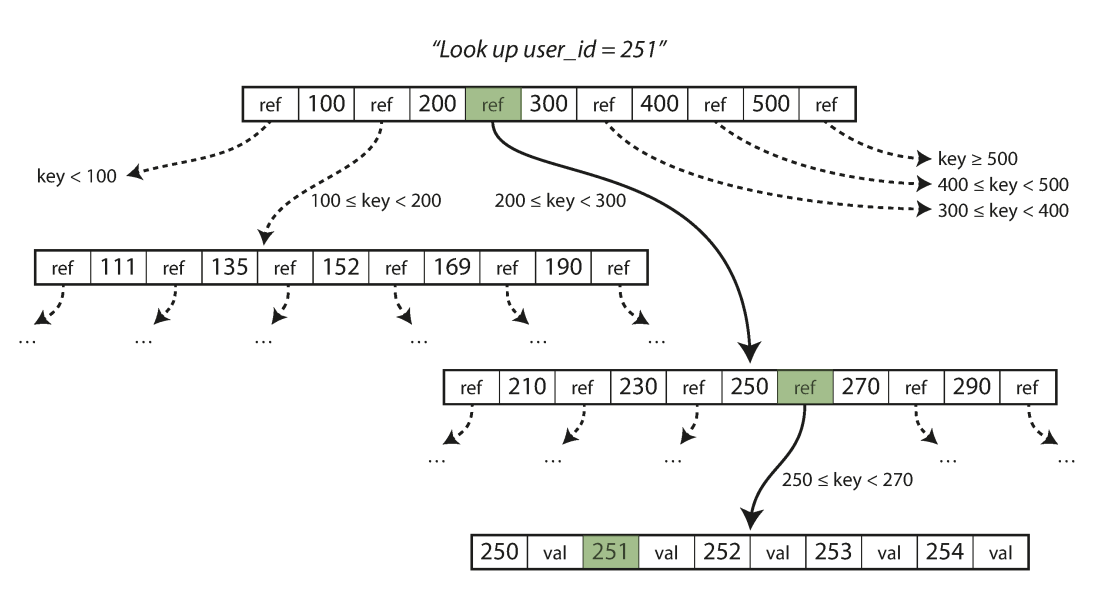 “Look up user_id = 251”
ref 100 ref 200 ref 300 ref 400 ref 500 ref
key < 100
100 ≤ key < 200
200 ≤ key < 300
key ≥ 500
400 ≤ key < 500
300 ≤ key < 400
ref 111 ref 135 ref 152 ref 169 ref 190 ref
... ... ... ... ... ...
ref 210 ref 230 ref 250 ref 270 ref 290 ref
... ... ... ... ...
250 ≤ key < 270
250 val 251 val 252 val 253 val 254 val